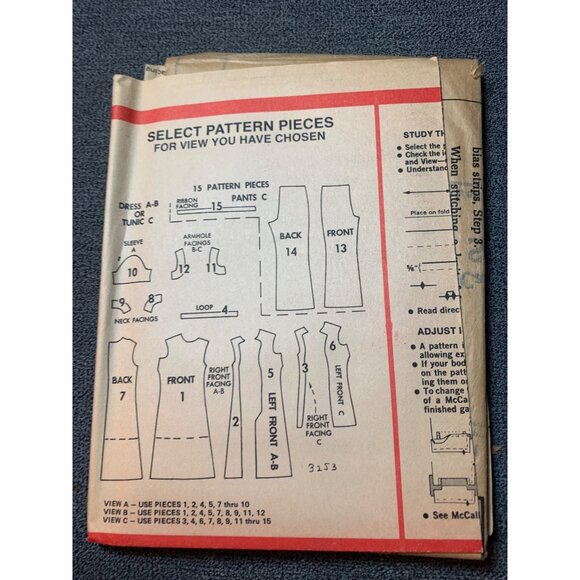 acing
SELECT PATTERN PIECES
FOR VIEW YOU HAVE CHOSEN
15 PATTERN PIECES
DRESS A-B
OR
TUNIC C
RIBBON
FACING
15
PANTS C
SLEEVE
A
10
ARMHOLE
FACINGS
B-C
12
11
BACK
14
FRONT
13
9
8
NECK FACINGS
LOOP
4
BACK
7
FRONT
1
RIGHT
FRONT
FACING
A-B
2
5
LEFT FRONT A-B
3
RIGHT
FRONT
FACING
C
6
LEFT FRONT C
3253
VIEW A — USE PIECES 1, 2, 4, 5, 7 thru 10
VIEW B — USE PIECES 1, 2, 4, 5, 7, 8, 9, 11, 12
VIEW C — USE PIECES 3, 4, 6, 7, 8, 9, 11 thru 15
STUDY TH
● Select the
● Check the
and View—
● Understand
Place on fold
5/8"
● Read direc
ADJUST
● A pattern
allowing ex
● If your bod
on the patt
ing them o
● To change
of a McCa
finished ga
● See McCall
bias strips, Step 3.
When stitching